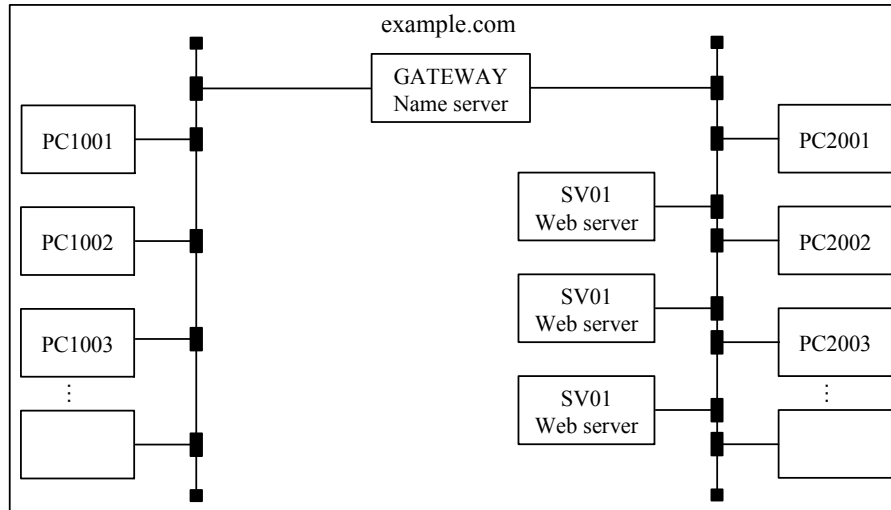 example.com
GATEWAY
Name server
PC1001
PC2001
SV01
Web server
PC1002
PC2002
SV01
Web server
PC1003
PC2003
SV01
Web server